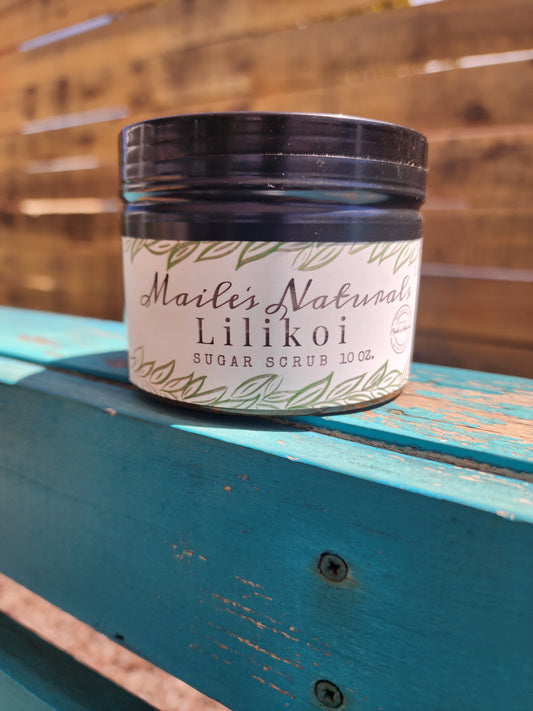 Maile's Naturals
Lilikoi
SUGAR SCRUB 10 OZ.